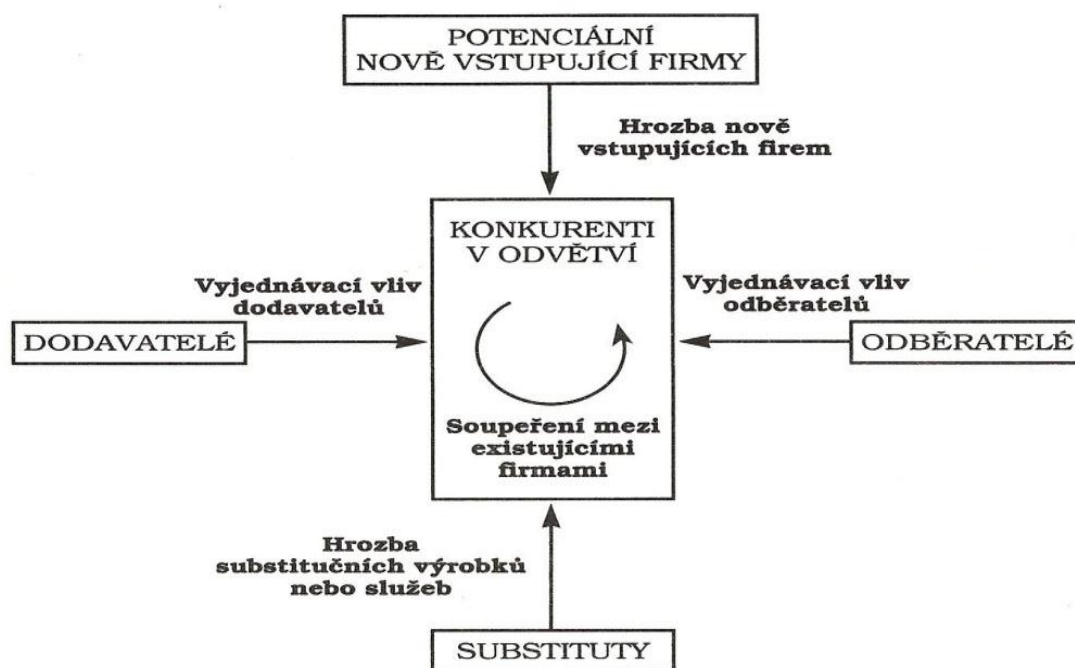 POTENCIÁLNÍ
NOVĚ VSTUPUJÍCÍ FIRMY
Hrozba nově
vstupujících firem
KONKURENTI
V ODVĚTVÍ
Vyjednávací vliv
dodavatelů
Vyjednávací vliv
odběratelů
DODAVATELÉ
ODBĚRATELÉ
Soupeření mezi
existujícími
firmami
Hrozba
substitučních výrobků
nebo služeb
SUBSTITUTY